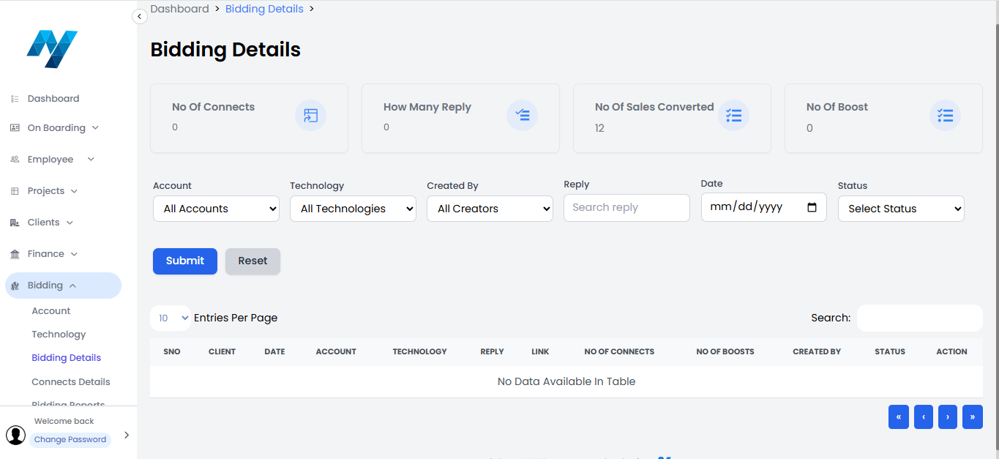 Dashboard > Bidding Details >
Bidding Details
No Of Connects
0
How Many Reply
0
No Of Sales Converted
12
No Of Boost
0
Account
All Accounts
Technology
All Technologies
Created By
All Creators
Reply
Search reply
Date
mm/dd/yyyy
Status
Select Status
Submit
Reset
10 Entries Per Page
Search:
SNO CLIENT DATE ACCOUNT TECHNOLOGY REPLY LINK NO OF CONNECTS NO OF BOOSTS CREATED BY STATUS ACTION
No Data Available In Table
« ‹ › »
Dashboard
On Boarding
Employee
Projects
Clients
Finance
Bidding
Account
Technology
Bidding Details
Connects Details
Bidding Reports
Welcome back
Change Password